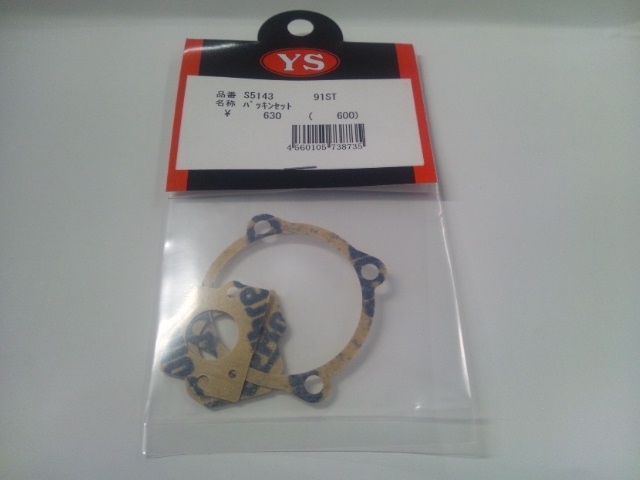 YS
品番 S5143 91ST
名称 パッキンセット
¥ 630 ( 600)
4560105738735